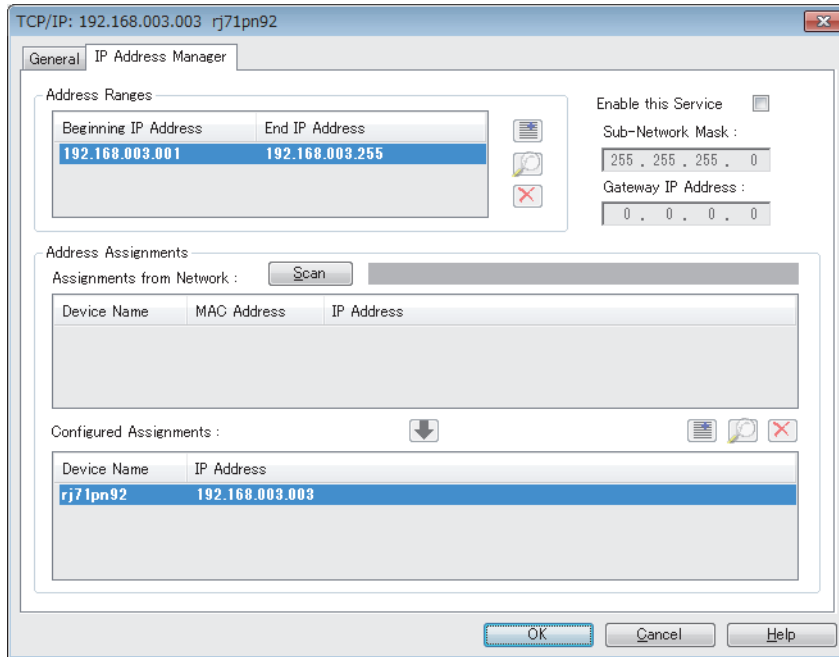 TCP/IP: 192.168.003.003 rj71pn92
General
IP Address Manager
Address Ranges
Beginning IP Address End IP Address
192.168.003.001 192.168.003.255
Enable this Service
Sub-Network Mask :
255 . 255 . 255 . 0
Gateway IP Address :
0 . 0 . 0 . 0
Address Assignments
Assignments from Network : Scan
Device Name MAC Address IP Address
Configured Assignments :
Device Name IP Address
rj71pn92 192.168.003.003
OK Cancel Help